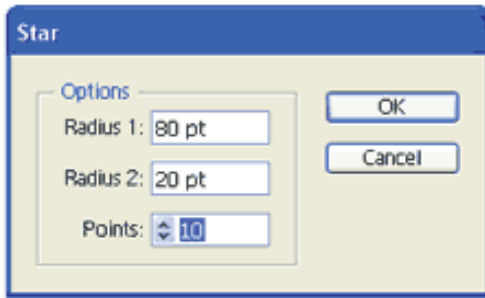 Star
Options
Radius 1: 80 pt
Radius 2: 20 pt
Points: 10
OK
Cancel